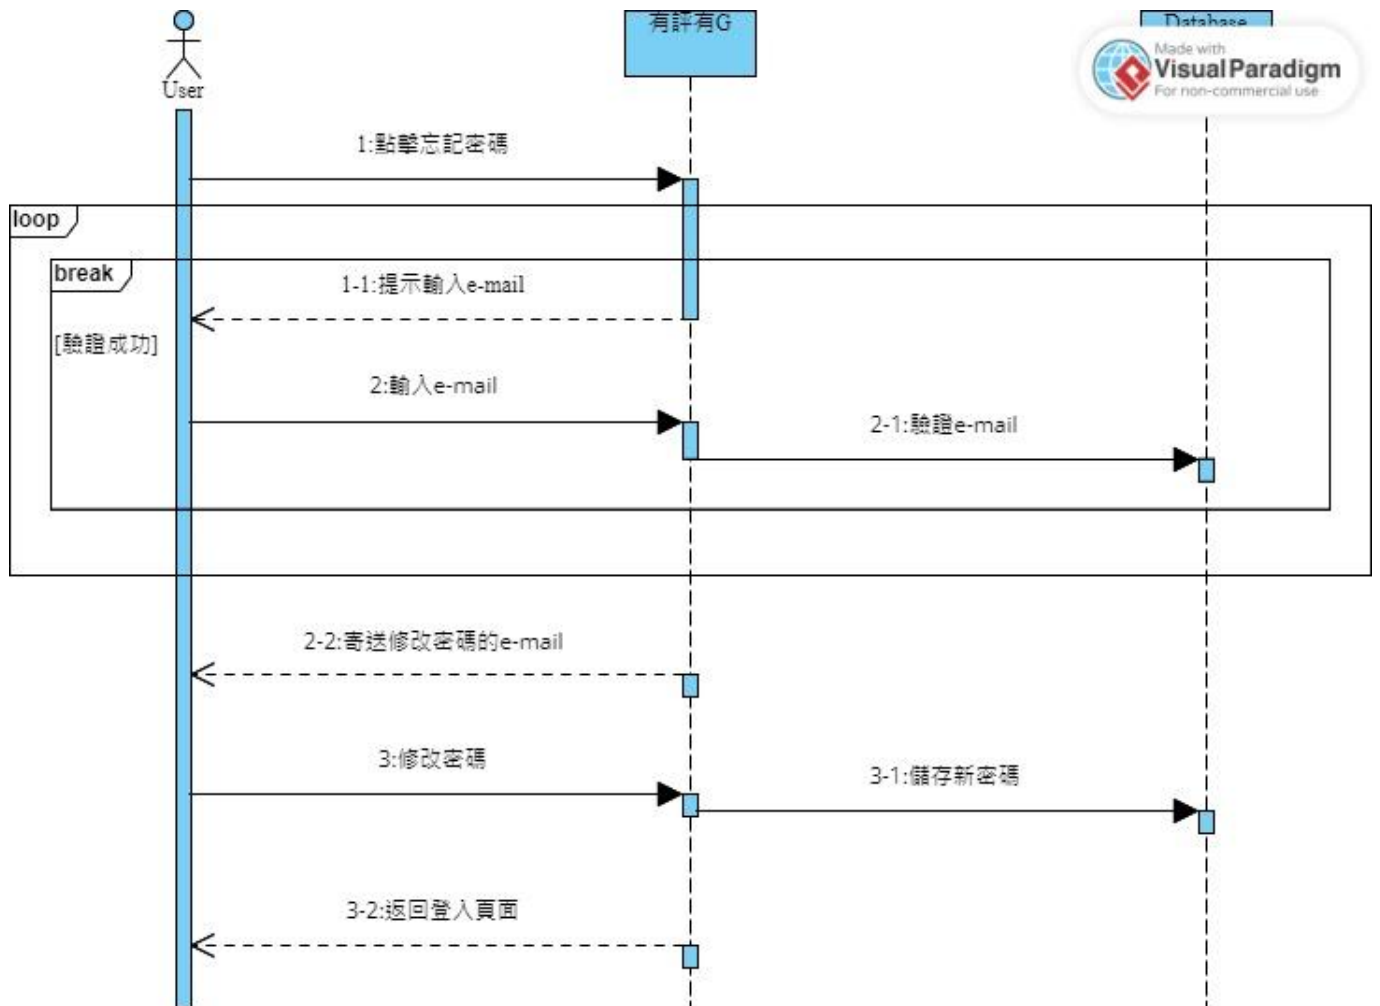 有評有G
Database
Made with
Visual Paradigm
For non-commercial use
User
1:點擊忘記密碼
loop
break
1-1:提示輸入e-mail
[驗證成功]
2:輸入e-mail
2-1:驗證e-mail
2-2:寄送修改密碼的e-mail
3:修改密碼
3-1:儲存新密碼
3-2:返回登入頁面